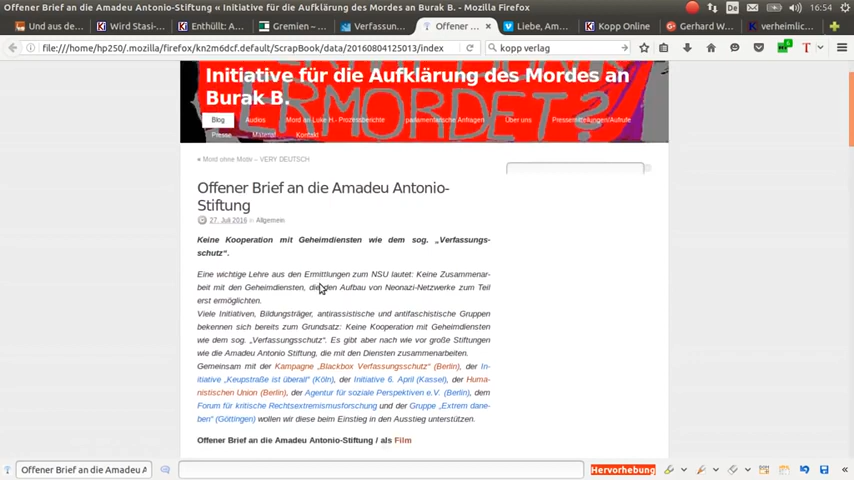 Offener Brief an die Amadeu Antonio-Stiftung « Initiative für die Aufklärung des Mordes an Burak B. - Mozilla Firefox
De
16:54
Und aus de...
Wird Stasi-...
Enthüllt: A...
Gremien – ...
Verfassun...
Offener ...
Liebe, Am...
Kopp Online
Gerhard W...
verheimlic...
file:///home/hp250/.mozilla/firefox/kn2m6dcf.default/ScrapBook/data/20160804125013/index
kopp verlag
Initiative für die Aufklärung des Mordes an
Burak B.
ERMORDET?
Blog
Audios
Mord an Luke H.- Prozessberichte
parlamentarische Anfragen
Über uns
Pressemitteilungen/Aufrufe
Presse
Material
Kontakt
« Mord ohne Motiv – VERY DEUTSCH
Offener Brief an die Amadeu Antonio-
Stiftung
27. Juli 2016 in Allgemein
Keine Kooperation mit Geheimdiensten wie dem sog. „Verfassungs-
schutz“.
Eine wichtige Lehre aus den Ermittlungen zum NSU lautet: Keine Zusammenar-
beit mit den Geheimdiensten, die den Aufbau von Neonazi-Netzwerke zum Teil
erst ermöglichten.
Viele Initiativen, Bildungsträger, antirassistische und antifaschistische Gruppen
bekennen sich bereits zum Grundsatz: Keine Kooperation mit Geheimdiensten
wie dem sog. „Verfassungsschutz“. Es gibt aber nach wie vor große Stiftungen
wie die Amadeu Antonio Stiftung, die mit den Diensten zusammenarbeiten.
Gemeinsam mit der Kampagne „Blackbox Verfassungsschutz“ (Berlin), der In-
itiative „Keupstraße ist überall“ (Köln), der Initiative 6. April (Kassel), der Huma-
nistischen Union (Berlin), der Agentur für soziale Perspektiven e.V. (Berlin), dem
Forum für kritische Rechtsextremismusforschung und der Gruppe „Extrem dane-
ben“ (Göttingen) wollen wir diese beim Einstieg in den Ausstieg unterstützen.
Offener Brief an die Amadeu Antonio-Stiftung / als Film
Offener Brief an die Amadeu A
Hervorhebung